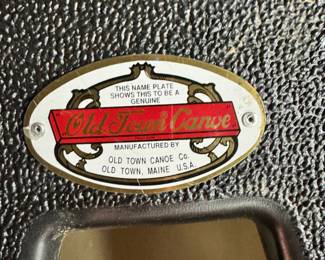 THIS NAME PLATE
SHOWS THIS TO BE A
GENUINE
Old Town Canoe
MANUFACTURED BY
OLD TOWN CANOE Co.
OLD TOWN, MAINE U.S.A.